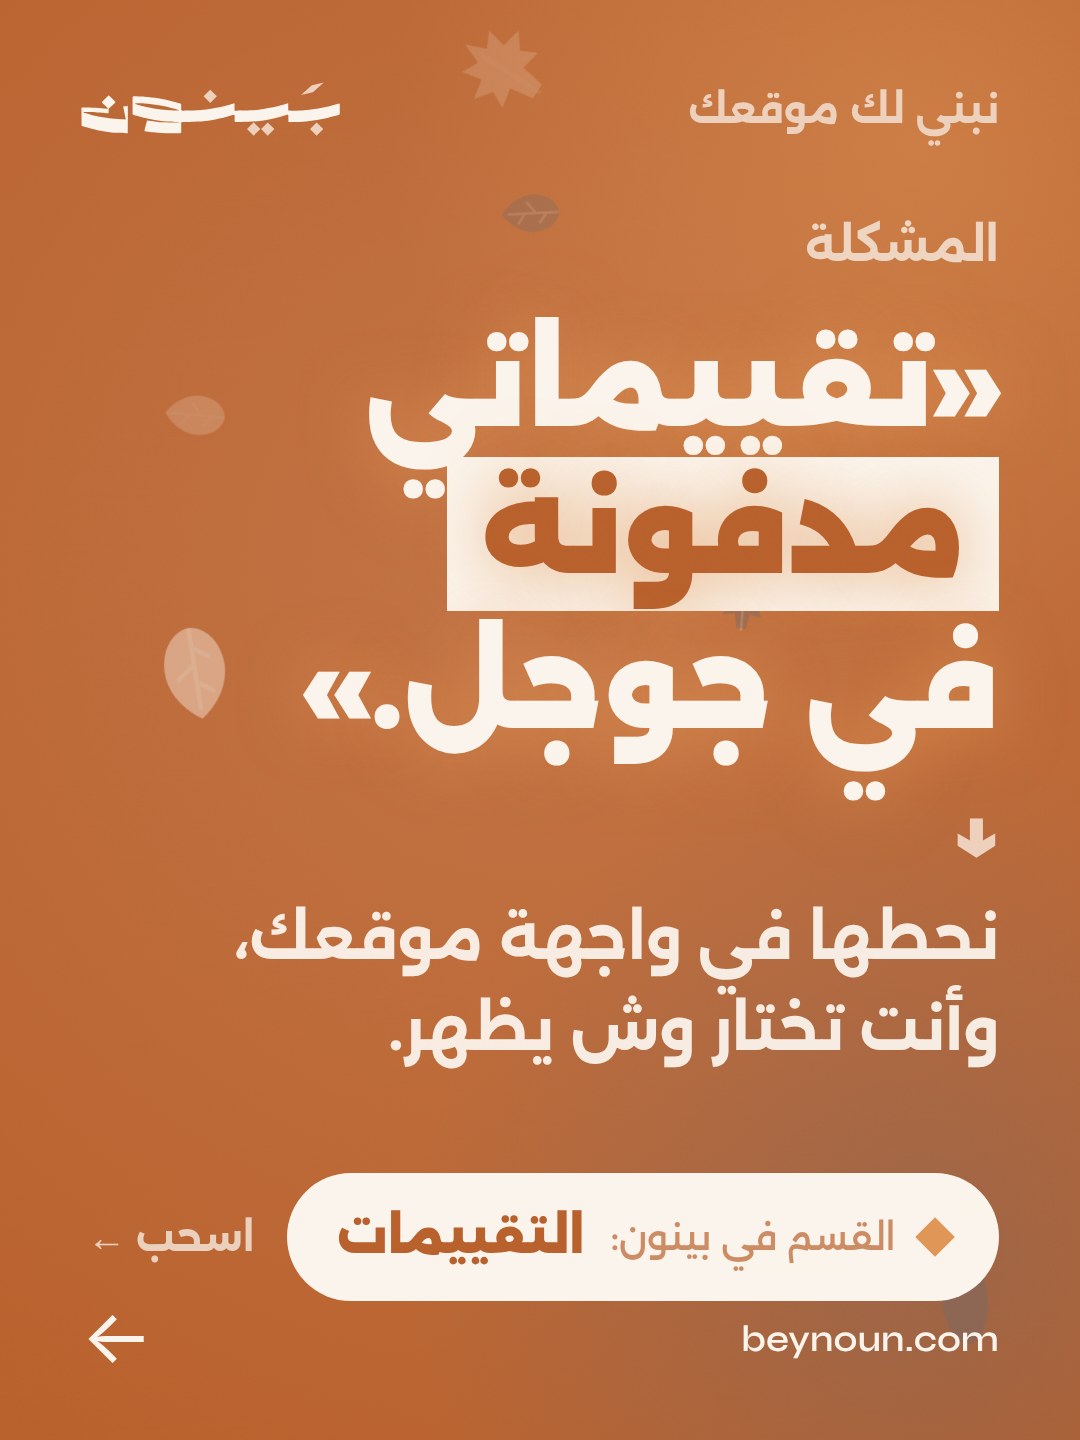 نبني لك موقعك
بَينون
المشكلة
«تقييماتي
مدفونة
في جوجل.»
نحطها في واجهة موقعك،
وأنت تختار وش يظهر.
القسم في بينون: التقييمات
اسحب ←
beynoun.com